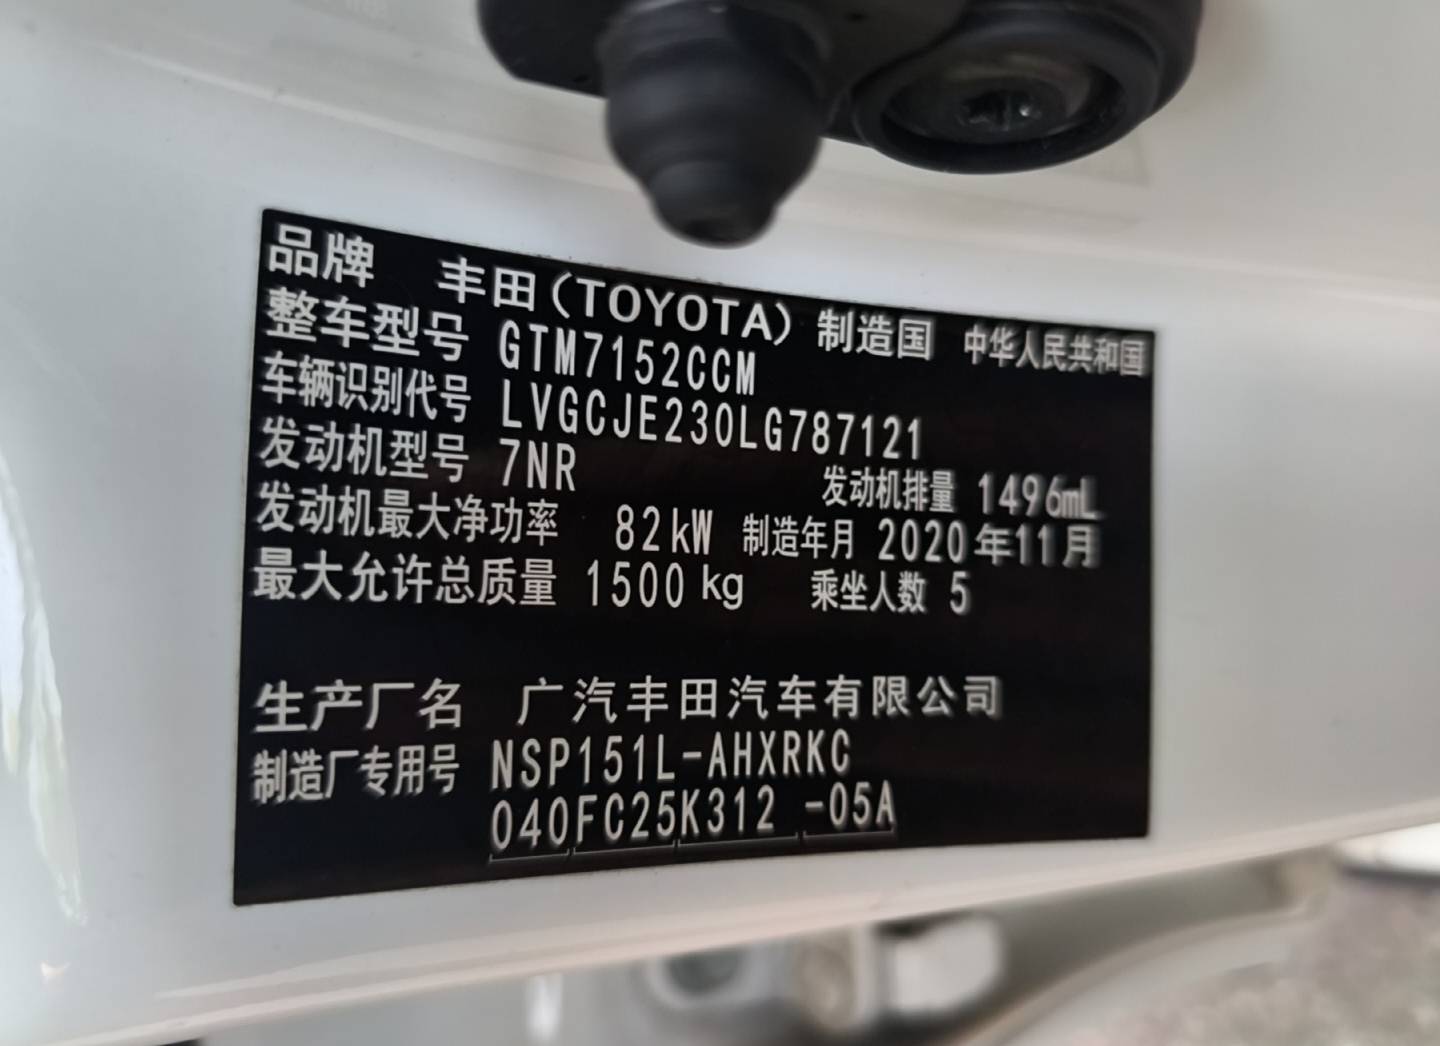 品牌 丰田(TOYOTA) 制造国 中华人民共和国
整车型号 GTM7152CCM
车辆识别代号 LVGCJE230LG787121
发动机型号 7NR 发动机排量 1496mL
发动机最大净功率 82kW 制造年月 2020年11月
最大允许总质量 1500kg 乘坐人数 5
生产厂名 广汽丰田汽车有限公司
制造厂专用号 NSP151L-AHXRKC
040FC25K312 -05A